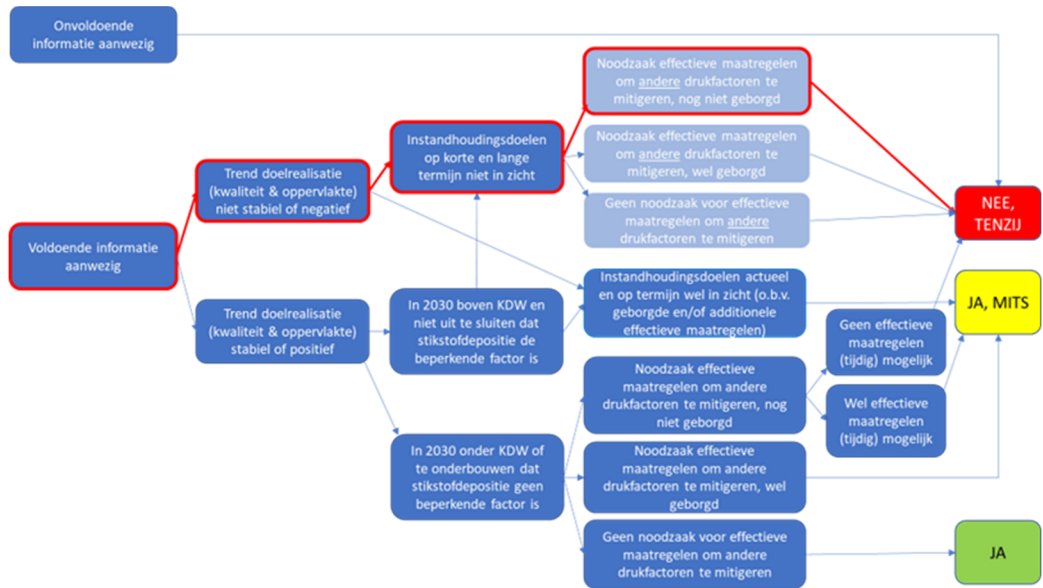 Onvoldoende
informatie aanwezig
Noodzaak effectieve maatregelen
om andere drukfactoren te
mitigeren, nog niet geborgd
Instandhoudingsdoelen
op korte en lange
termijn niet in zicht
Noodzaak effectieve maatregelen
om andere drukfactoren te
mitigeren, wel geborgd
Trend doelrealisatie
(kwaliteit & oppervlakte)
niet stabiel of negatief
Geen noodzaak voor effectieve
maatregelen om andere
drukfactoren te mitigeren
NEE,
TENZIJ
Voldoende informatie
aanwezig
Instandhoudingsdoelen actueel
en op termijn wel in zicht (o.b.v.
geborgde en/of additionele
effectieve maatregelen)
JA, MITS
Trend doelrealisatie
(kwaliteit & oppervlakte)
stabiel of positief
In 2030 boven KDW en
niet uit te sluiten dat
stikstofdepositie de
beperkende factor is
Geen effectieve
maatregelen
(tijdig) mogelijk
Noodzaak effectieve
maatregelen om andere
drukfactoren te mitigeren, nog
niet geborgd
Wel effectieve
maatregelen
(tijdig) mogelijk
In 2030 onder KDW of
te onderbouwen dat
stikstofdepositie geen
beperkende factor is
Noodzaak effectieve
maatregelen om andere
drukfactoren te mitigeren, wel
geborgd
Geen noodzaak voor effectieve
maatregelen om andere
drukfactoren te mitigeren
JA